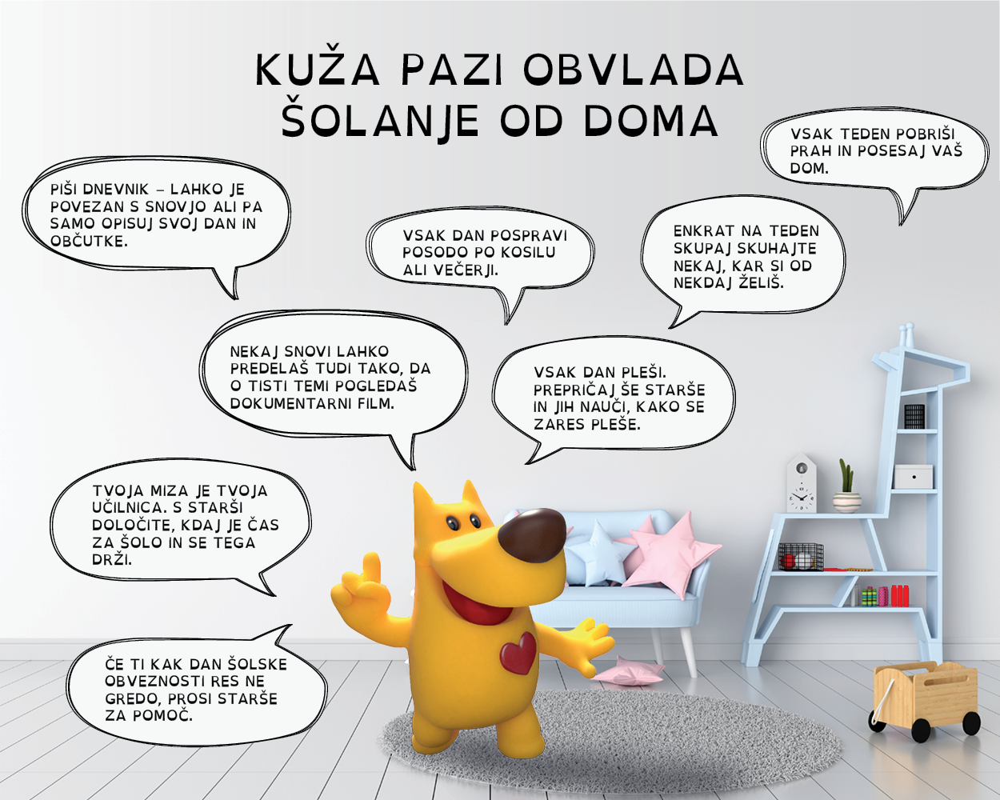 KUŽA PAZI OBVLADA
ŠOLANJE OD DOMA
VSAK TEDEN POBRIŠI
PRAH IN POSESAJ VAŠ
DOM.
PIŠI DNEVNIK – LAHKO JE
POVEZAN S SNOVJO ALI PA
SAMO OPISUJ SVOJ DAN IN
OBČUTKE.
VSAK DAN POSPRAVI
POSODO PO KOSILU
ALI VEČERJI.
ENKRAT NA TEDEN
SKUPAJ SKUHAJTE
NEKAJ, KAR SI OD
NEKDAJ ŽELIŠ.
NEKAJ SNOVI LAHKO
PREDELAŠ TUDI TAKO, DA
O TISTI TEMI POGLEDAŠ
DOKUMENTARNI FILM.
VSAK DAN PLEŠI.
PREPRIČAJ ŠE STARŠE
IN JIH NAUČI, KAKO SE
ZARES PLEŠE.
TVOJA MIZA JE TVOJA
UČILNICA. S STARŠI
DOLOČITE, KDAJ JE ČAS
ZA ŠOLO IN SE TEGA
DRŽI.
ČE TI KAK DAN ŠOLSKE
OBVEZNOSTI RES NE
GREDO, PROSI STARŠE
ZA POMOČ.